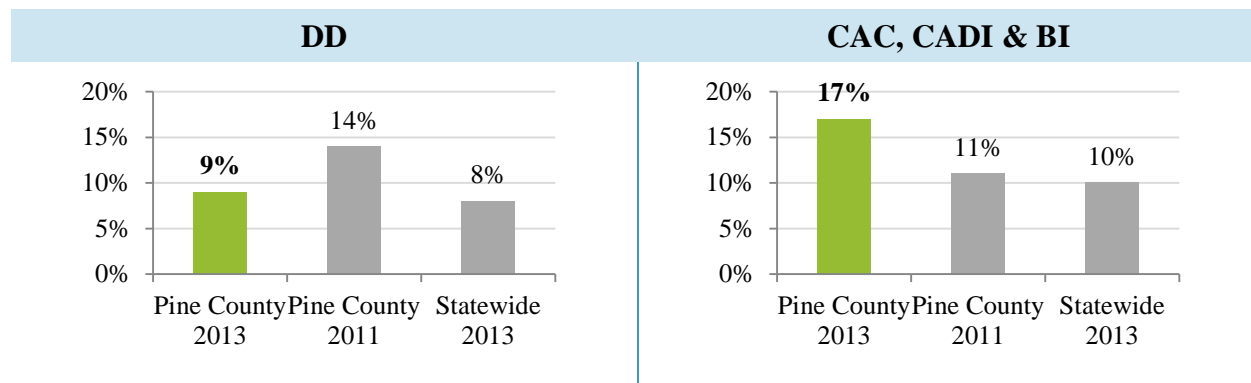 DD
20%
15%
10%
5%
0%
9%
14%
8%
Pine County
2013
Pine County
2011
Statewide
2013
CAC, CADI & BI
20%
15%
10%
5%
0%
17%
11%
10%
Pine County
2013
Pine County
2011
Statewide
2013